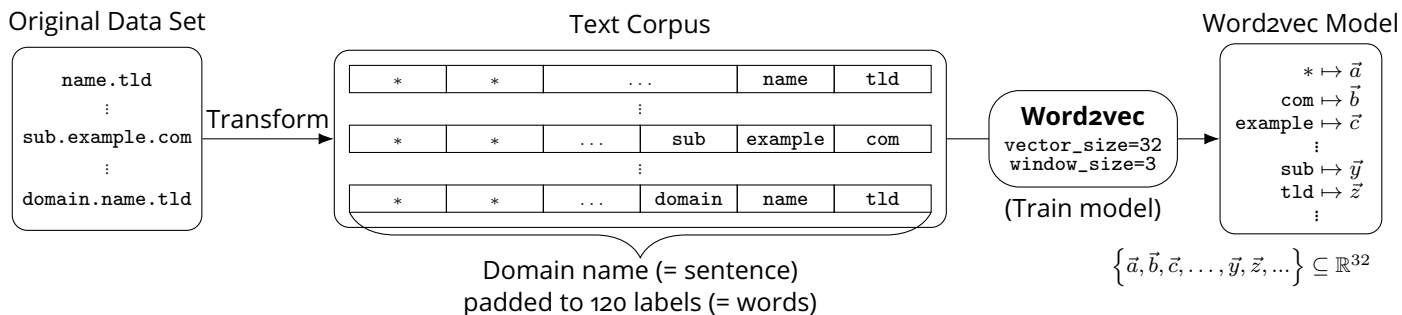 Original Data Set
name.tld
⋮
sub.example.com
⋮
domain.name.tld
Transform
Text Corpus
* * ... name tld
⋮
* * ... sub example com
⋮
* * ... domain name tld
Domain name (= sentence)
padded to 120 labels (= words)
Word2vec
vector_size=32
window_size=3
(Train model)
Word2vec Model
* ↦ a⃗
com ↦ b⃗
example ↦ c⃗
⋮
sub ↦ y⃗
tld ↦ z⃗
⋮
{a⃗, b⃗, c⃗, . . . , y⃗, z⃗, ...} ⊆ ℝ³²